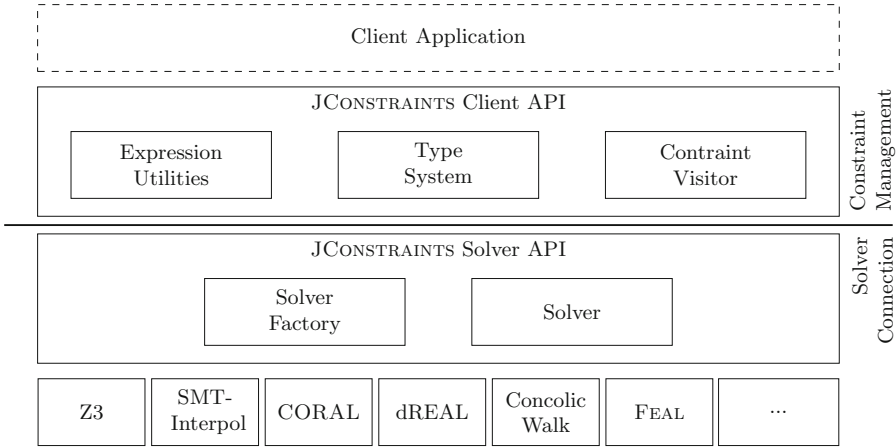 Client Application
JCONSTRAINTS Client API
Expression
Utilities
Type
System
Contraint
Visitor
Constraint
Management
JCONSTRAINTS Solver API
Solver
Factory
Solver
Solver
Connection
Z3
SMT-
Interpol
CORAL
dREAL
Concolic
Walk
FEAL
...